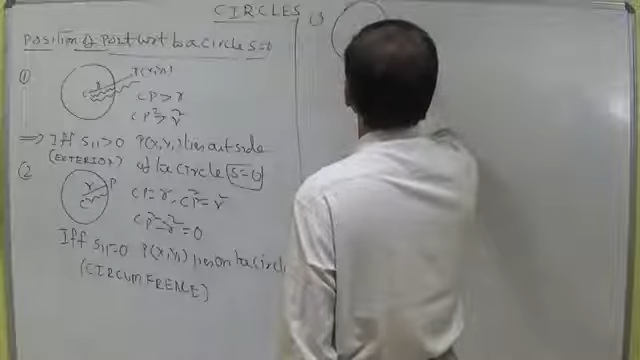 CIRCLES
Position of Point wrt to a circle S=0
①
P(x₁,y₁)
r
C
CP > r
CP² > r²
⇒ Iff S₁₁>0 P(x₁,y₁) lies outside
(EXTERIOR) of the circle S=0
②
r P
C
CP = r, CP² = r²
CP² - r² = 0
Iff S₁₁=0 P(x₁,y₁) lies on the circle
(CIRCUMFRENCE)